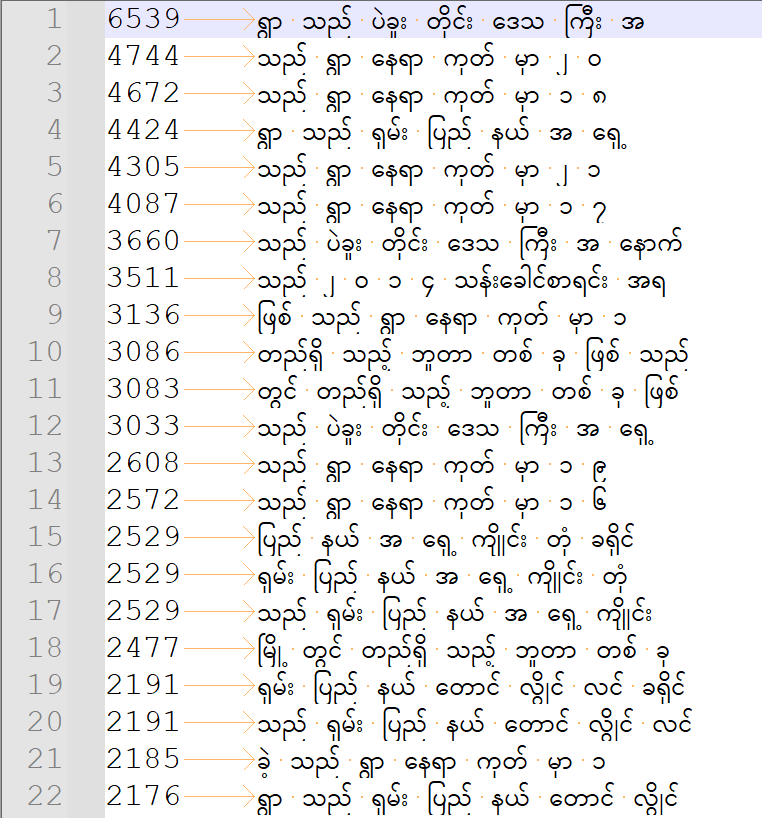 1 6539 ရွာ သည် ပဲခူး တိုင်း ဒေသ ကြီး အ
2 4744 သည် ရွာ နေရာ ကုတ် မှာ ၂ ၀
3 4672 သည် ရွာ နေရာ ကုတ် မှာ ၁ ၈
4 4424 ရွာ သည် ရှမ်း ပြည် နယ် အ ရှေ့
5 4305 သည် ရွာ နေရာ ကုတ် မှာ ၂ ၁
6 4087 သည် ရွာ နေရာ ကုတ် မှာ ၁ ၇
7 3660 သည် ပဲခူး တိုင်း ဒေသ ကြီး အ နောက်
8 3511 သည် ၂ ၀ ၁ ၄ သန်းခေါင်စာရင်း အရ
9 3136 ဖြစ် သည် ရွာ နေရာ ကုတ် မှာ ၁
10 3086 တည်ရှိ သည့် ဘူတာ တစ် ခု ဖြစ် သည်
11 3083 တွင် တည်ရှိ သည့် ဘူတာ တစ် ခု ဖြစ်
12 3033 သည် ပဲခူး တိုင်း ဒေသ ကြီး အ ရှေ့
13 2608 သည် ရွာ နေရာ ကုတ် မှာ ၁ ၉
14 2572 သည် ရွာ နေရာ ကုတ် မှာ ၁ ၆
15 2529 ပြည် နယ် အ ရှေ့ ကျိုင်း တုံ ခရိုင်
16 2529 ရှမ်း ပြည် နယ် အ ရှေ့ ကျိုင်း တုံ
17 2529 သည် ရှမ်း ပြည် နယ် အ ရှေ့ ကျိုင်း
18 2477 မြို့ တွင် တည်ရှိ သည့် ဘူတာ တစ် ခု
19 2191 ရှမ်း ပြည် နယ် တောင် လွိုင် လင် ခရိုင်
20 2191 သည် ရှမ်း ပြည် နယ် တောင် လွိုင် လင်
21 2185 ခဲ့ သည် ရွာ နေရာ ကုတ် မှာ ၁
22 2176 ရွာ သည် ရှမ်း ပြည် နယ် တောင် လွိုင်